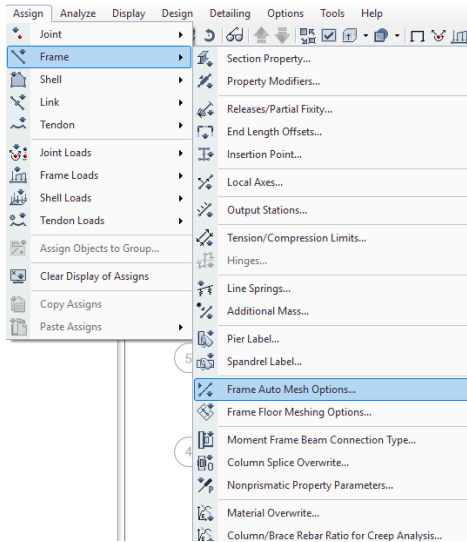 Assign Analyze Display Design Detailing Options Tools Help
Joint
Frame
Shell
Link
Tendon
Joint Loads
Frame Loads
Shell Loads
Tendon Loads
Assign Objects to Group...
Clear Display of Assigns
Copy Assigns
Paste Assigns
Section Property...
Property Modifiers...
Releases/Partial Fixity...
End Length Offsets...
Insertion Point...
Local Axes...
Output Stations...
Tension/Compression Limits...
Hinges...
Line Springs...
Additional Mass...
Pier Label...
Spandrel Label...
Frame Auto Mesh Options...
Frame Floor Meshing Options...
Moment Frame Beam Connection Type...
Column Splice Overwrite...
Nonprismatic Property Parameters...
Material Overwrite...
Column/Brace Rebar Ratio for Creep Analysis...
5
4